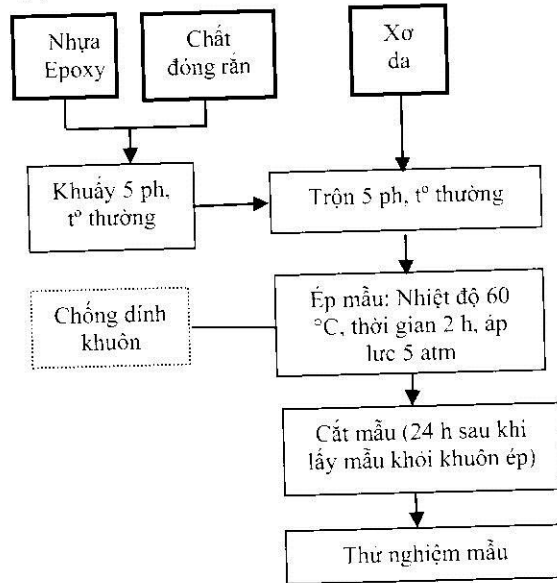 Nhựa
Epoxy
Chất
đóng rắn
Xơ
da
Khuấy 5 ph,
tº thường
Trộn 5 ph, tº thường
Chống dính
khuôn
Ép mẫu: Nhiệt độ 60
°C, thời gian 2 h, áp
lực 5 atm
Cắt mẫu (24 h sau khi
lấy mẫu khỏi khuôn ép)
Thử nghiệm mẫu